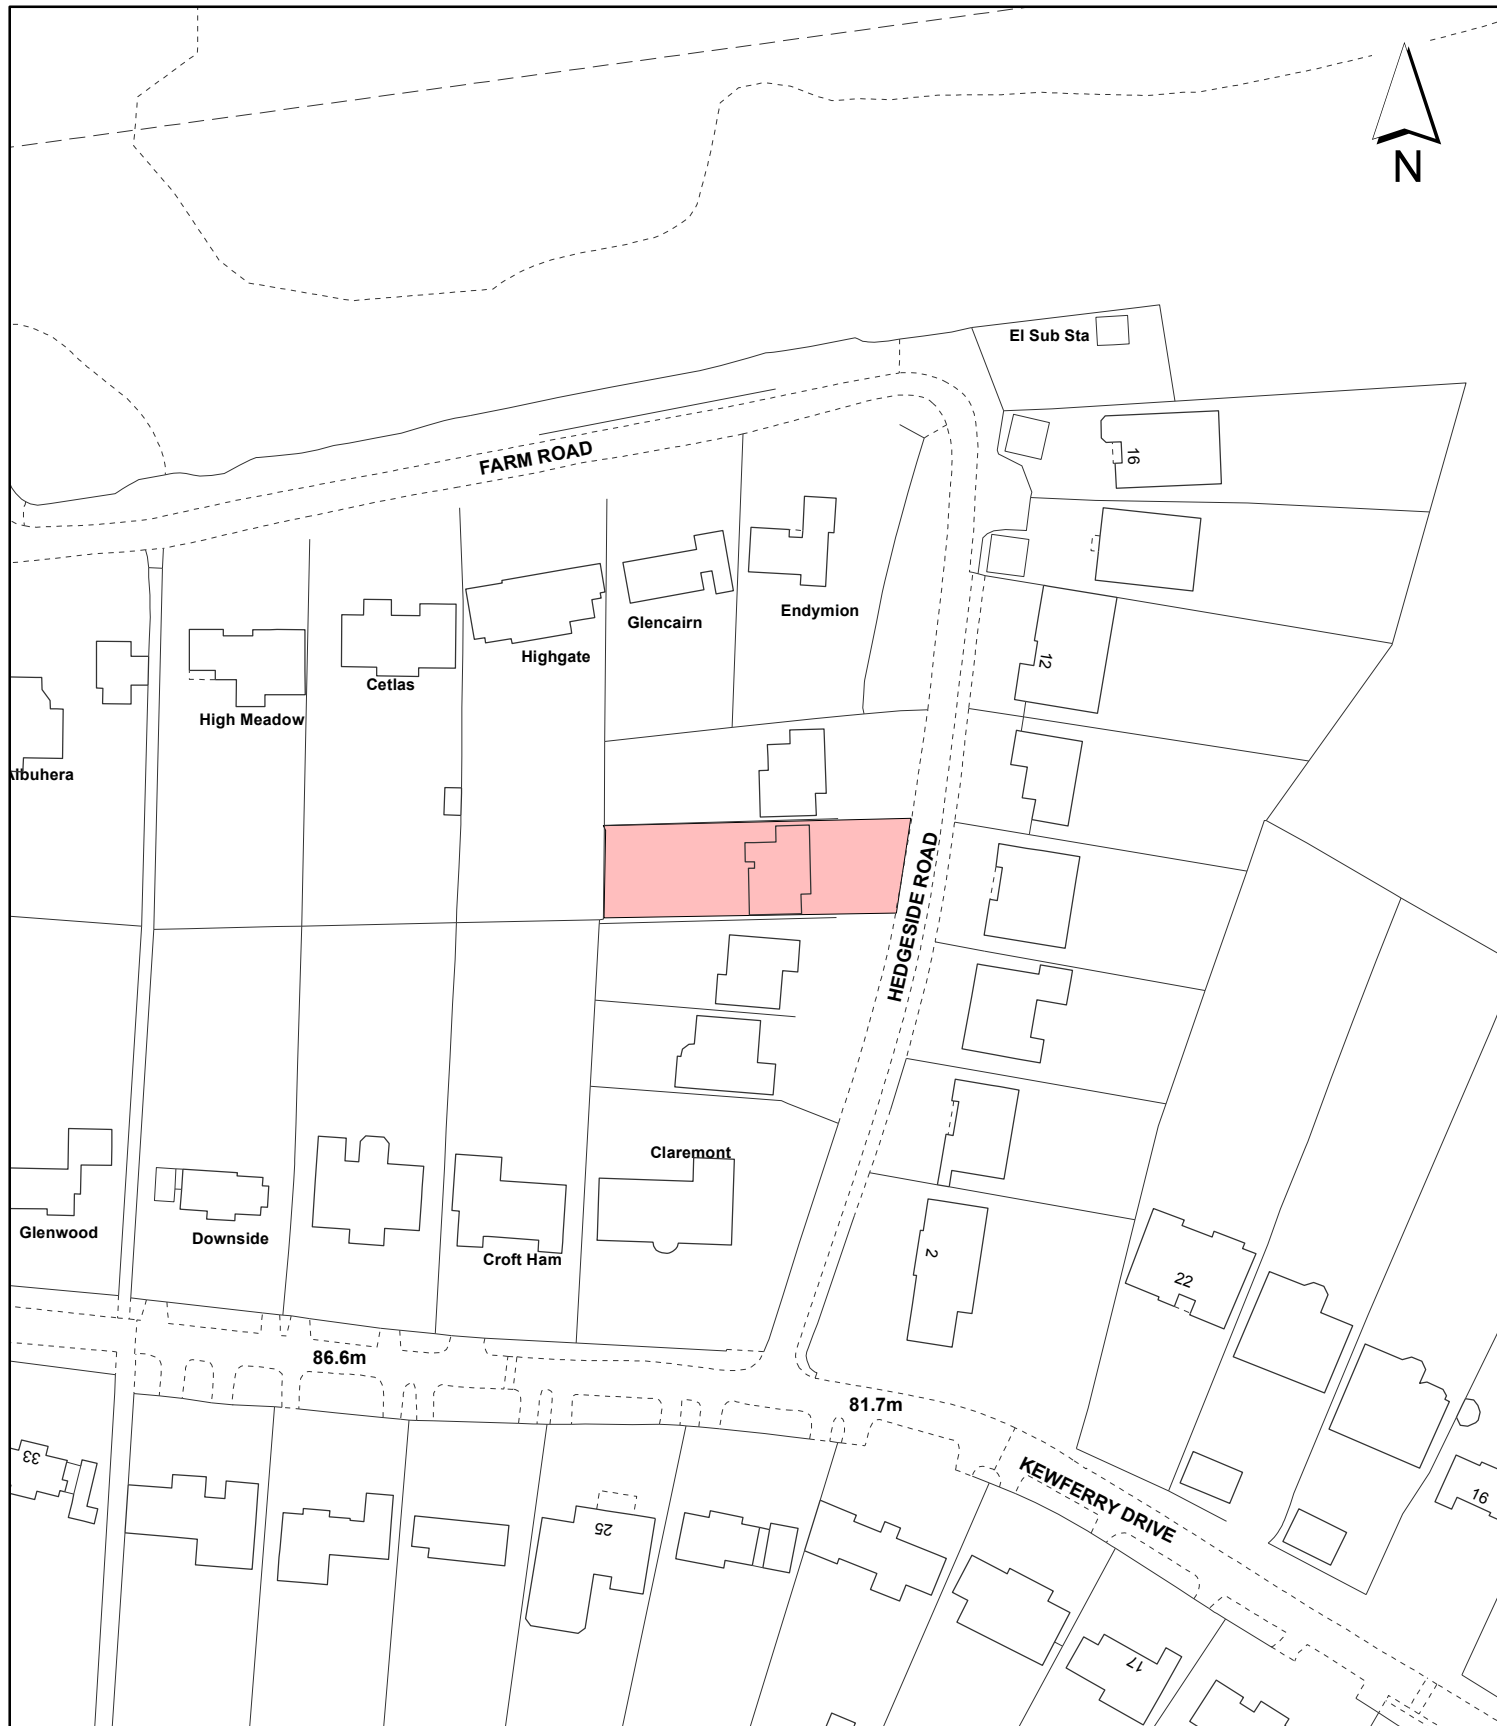 N
El Sub Sta
FARM ROAD
16
Glencairn
Endymion
Highgate
12
Cetlas
High Meadow
Albuhera
HEDGESIDE ROAD
Claremont
Glenwood
Downside
Croft Ham
2
22
86.6m
81.7m
33
KEWFERRY DRIVE
16
25
17